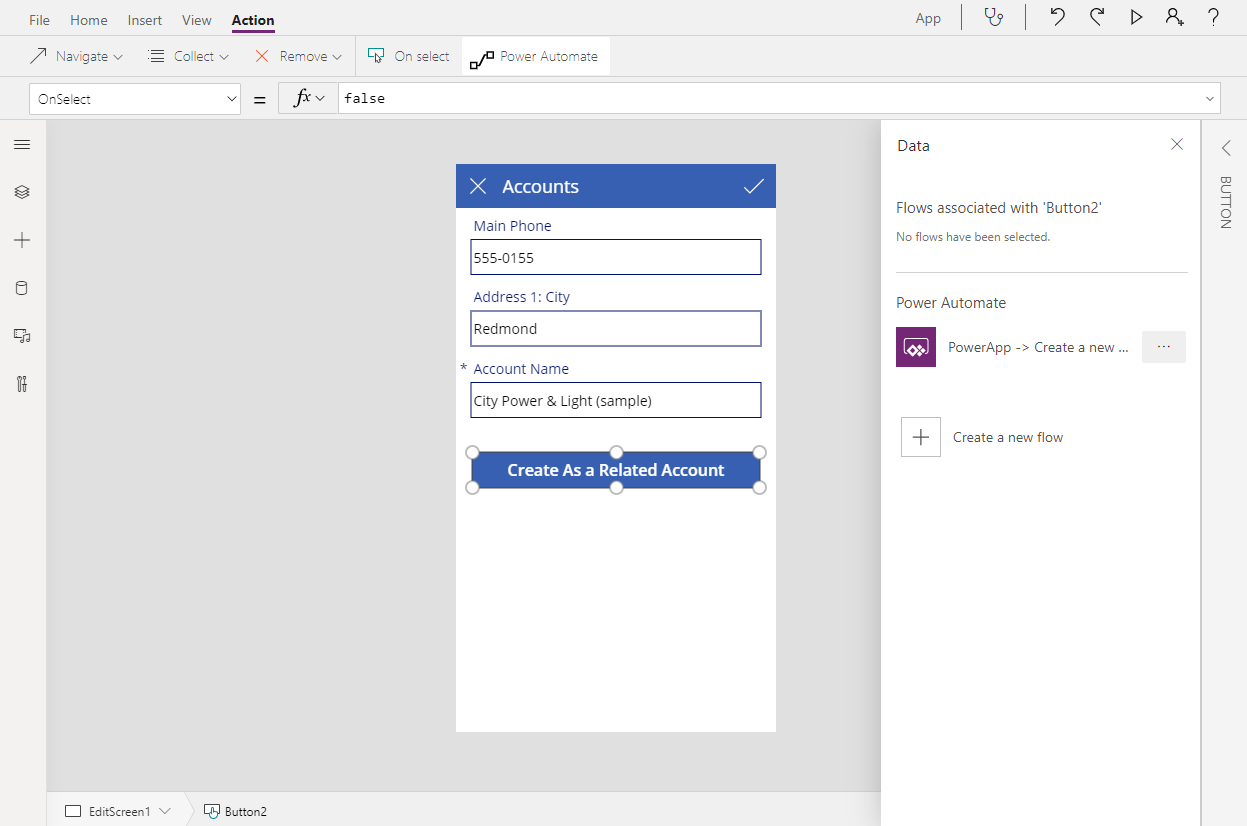 File Home Insert View Action App ?
Navigate Collect Remove On select Power Automate
OnSelect = fx false
Data
BUTTON
Accounts
Main Phone
555-0155
Address 1: City
Redmond
* Account Name
City Power & Light (sample)
Create As a Related Account
Flows associated with 'Button2'
No flows have been selected.
Power Automate
PowerApp -> Create a new ... ...
Create a new flow
EditScreen1 Button2